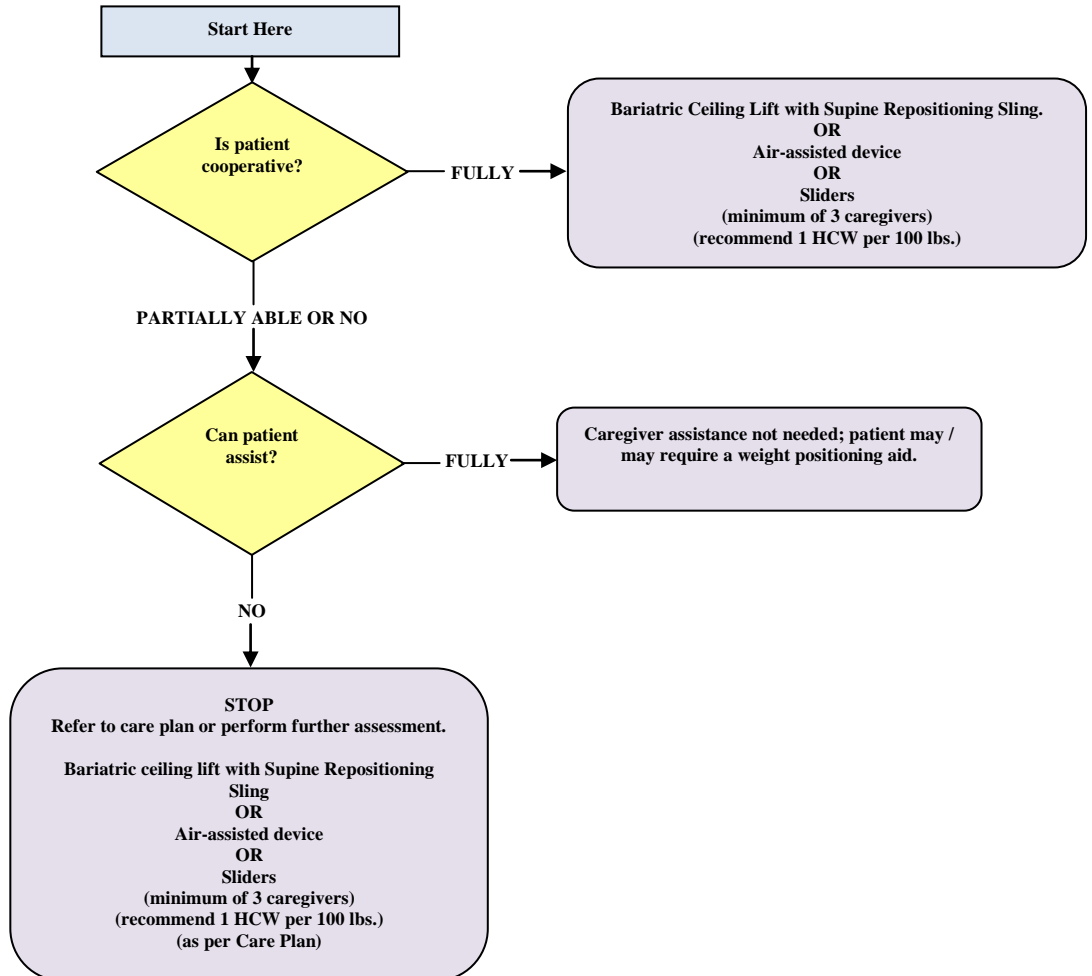 Start Here
Is patient
cooperative?
FULLY
Bariatric Ceiling Lift with Supine Repositioning Sling.
OR
Air-assisted device
OR
Sliders
(minimum of 3 caregivers)
(recommend 1 HCW per 100 lbs.)
PARTIALLY ABLE OR NO
Can patient
assist?
FULLY
Caregiver assistance not needed; patient may /
may require a weight positioning aid.
NO
STOP
Refer to care plan or perform further assessment.
Bariatric ceiling lift with Supine Repositioning
Sling
OR
Air-assisted device
OR
Sliders
(minimum of 3 caregivers)
(recommend 1 HCW per 100 lbs.)
(as per Care Plan)